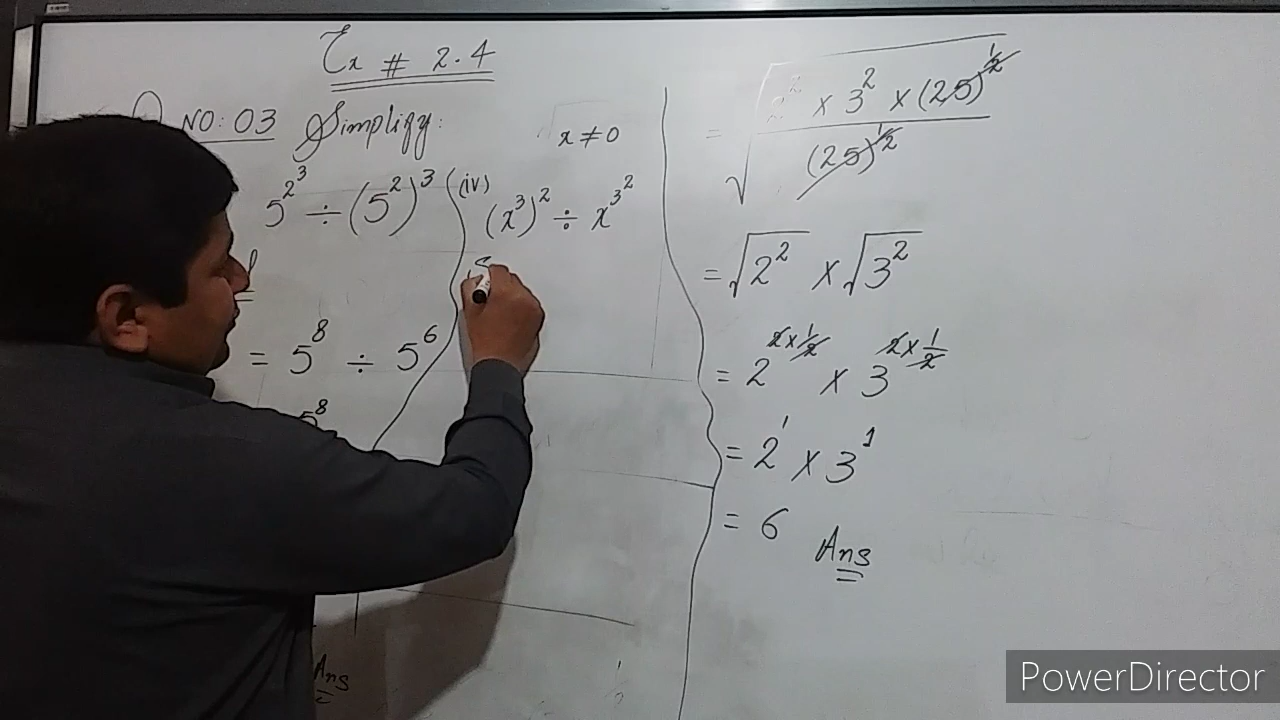 Ex # 2.4
Q NO: 03 Simplify:
x ≠ 0
5^2^3 ÷ (5^2)^3
= 5^8 ÷ 5^6
5^8
Ans
(iv) (x^3)^2 ÷ x^3^2
= √(2^2 × 3^2 × (25)^1/2 / (25)^1/2)
= √2^2 × √3^2
= 2^2×1/2 × 3^2×1/2
= 2^1 × 3^1
= 6 Ans
PowerDirector